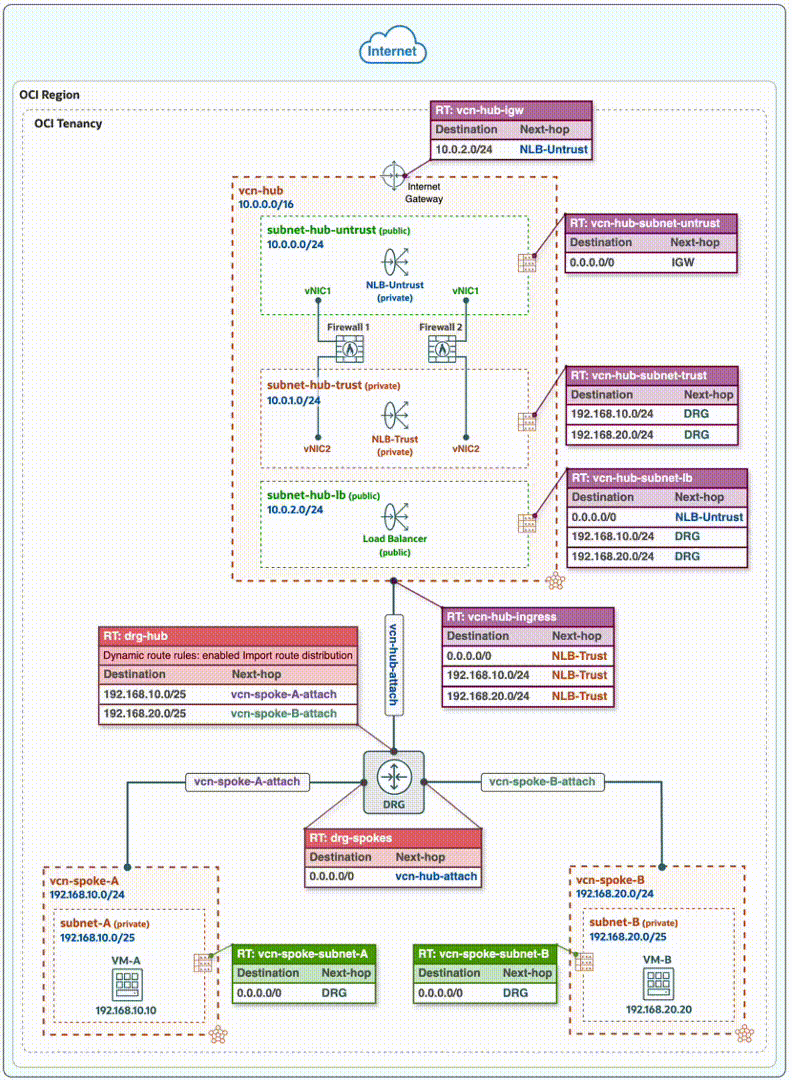 Internet
OCI Region
OCI Tenancy
RT: vcn-hub-igw
Destination Next-hop
10.0.2.0/24 NLB-Untrust
Internet
Gateway
vcn-hub
10.0.0.0/16
subnet-hub-untrust (public)
10.0.0.0/24
NLB-Untrust
(private)
vNIC1
vNIC1
RT: vcn-hub-subnet-untrust
Destination Next-hop
0.0.0.0/0 IGW
Firewall 1
Firewall 2
subnet-hub-trust (private)
10.0.1.0/24
NLB-Trust
(private)
vNIC2
vNIC2
RT: vcn-hub-subnet-trust
Destination Next-hop
192.168.10.0/24 DRG
192.168.20.0/24 DRG
subnet-hub-lb (public)
10.0.2.0/24
Load Balancer
(public)
RT: vcn-hub-subnet-lb
Destination Next-hop
0.0.0.0/0 NLB-Untrust
192.168.10.0/24 DRG
192.168.20.0/24 DRG
vcn-hub-attach
RT: vcn-hub-ingress
Destination Next-hop
0.0.0.0/0 NLB-Trust
192.168.10.0/24 NLB-Trust
192.168.20.0/24 NLB-Trust
RT: drg-hub
Dynamic route rules: enabled Import route distribution
Destination Next-hop
192.168.10.0/25 vcn-spoke-A-attach
192.168.20.0/25 vcn-spoke-B-attach
vcn-spoke-A-attach
DRG
vcn-spoke-B-attach
RT: drg-spokes
Destination Next-hop
0.0.0.0/0 vcn-hub-attach
vcn-spoke-A
192.168.10.0/24
subnet-A (private)
192.168.10.0/25
VM-A
192.168.10.10
RT: vcn-spoke-subnet-A
Destination Next-hop
0.0.0.0/0 DRG
RT: vcn-spoke-subnet-B
Destination Next-hop
0.0.0.0/0 DRG
vcn-spoke-B
192.168.20.0/24
subnet-B (private)
192.168.20.0/25
VM-B
192.168.20.20